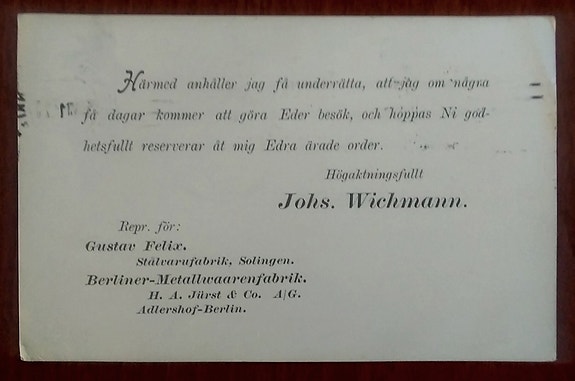 Härmed anhåller jag få underrätta, att jag om några
få dagar kommer att göra Eder besök, och hoppas Ni god-
hetsfullt reserverar åt mig Edra ärade order.
Högaktningsfullt
Johs. Wichmann.
Repr. för:
Gustav Felix.
Stålvarufabrik, Solingen.
Berliner-Metallwaarenfabrik.
H. A. Jürst & Co. A/G.
Adlershof-Berlin.